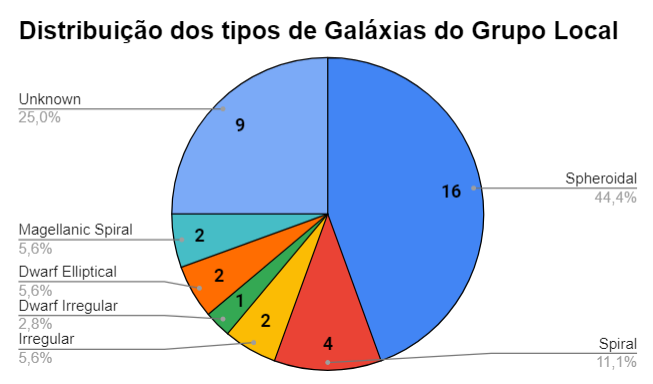 Distribuição dos tipos de Galáxias do Grupo Local
Unknown
25,0%
9
16
Spheroidal
44,4%
Magellanic Spiral
5,6%
2
Dwarf Elliptical
5,6%
2
Dwarf Irregular
2,8%
1
Irregular
5,6%
2
4
Spiral
11,1%